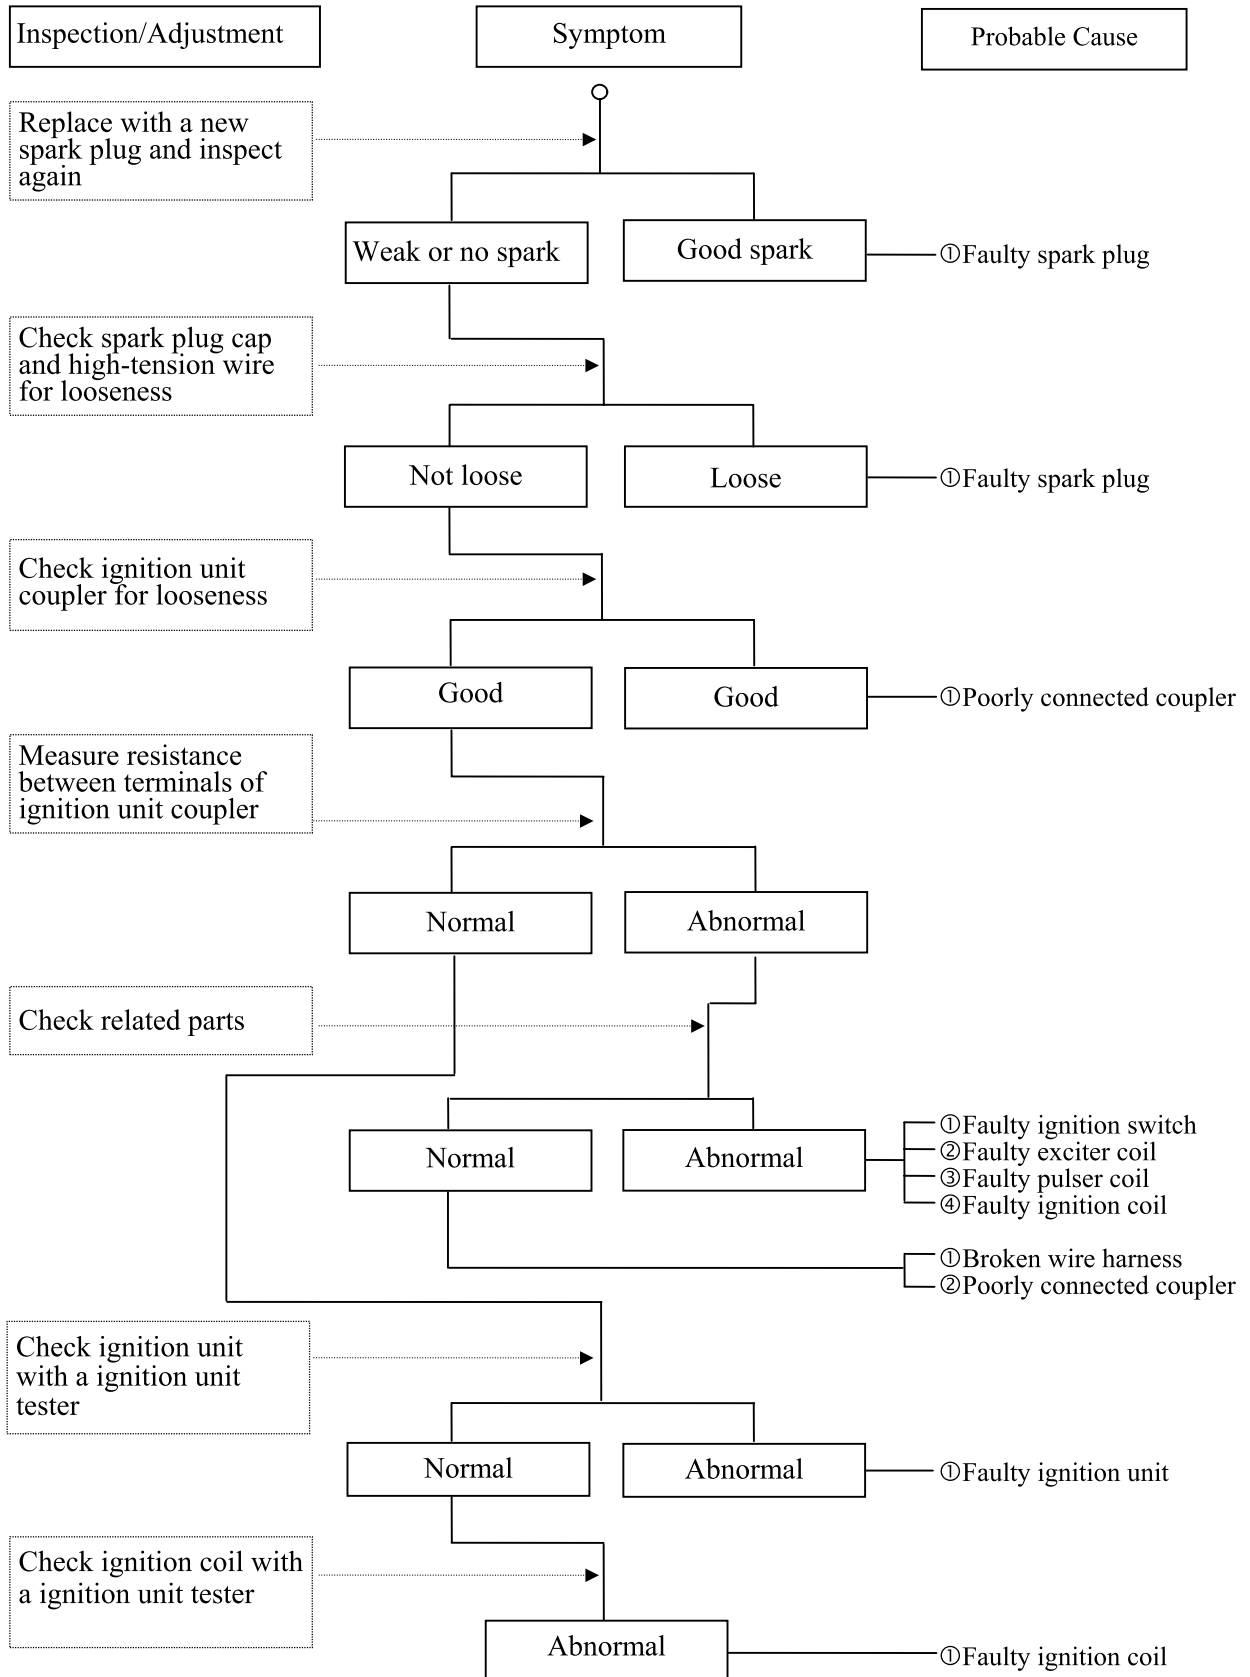 Inspection/Adjustment
Symptom
Probable Cause
Replace with a new
spark plug and inspect
again
Weak or no spark
Good spark
①Faulty spark plug
Check spark plug cap
and high-tension wire
for looseness
Not loose
Loose
①Faulty spark plug
Check ignition unit
coupler for looseness
Good
Good
①Poorly connected coupler
Measure resistance
between terminals of
ignition unit coupler
Normal
Abnormal
Check related parts
Normal
Abnormal
①Faulty ignition switch
②Faulty exciter coil
③Faulty pulser coil
④Faulty ignition coil
①Broken wire harness
②Poorly connected coupler
Check ignition unit
with a ignition unit
tester
Normal
Abnormal
①Faulty ignition unit
Check ignition coil with
a ignition unit tester
Abnormal
①Faulty ignition coil